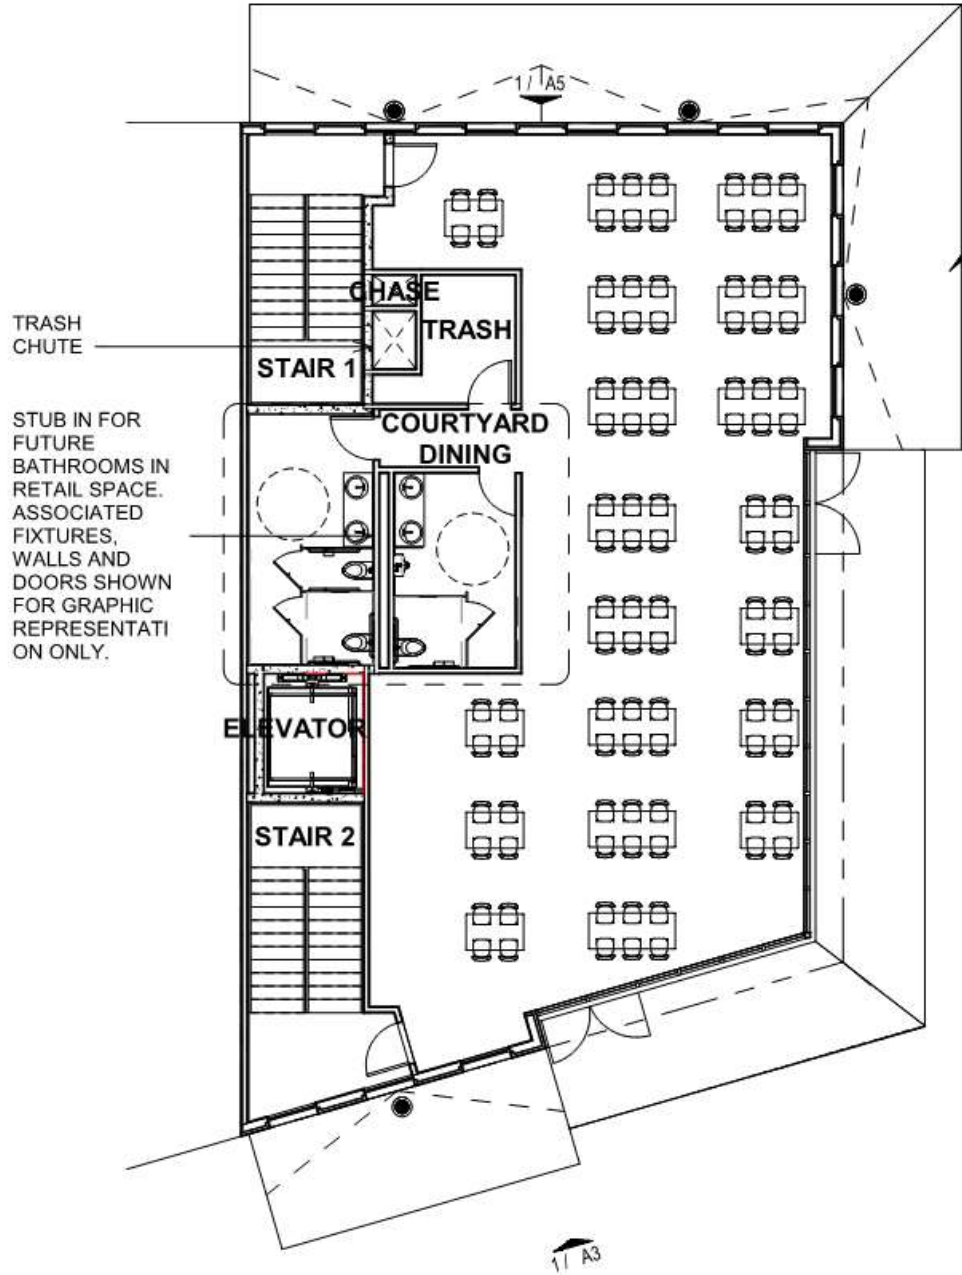 1 / A5
CHASE
TRASH
TRASH
CHUTE
STAIR 1
STUB IN FOR
FUTURE
BATHROOMS IN
RETAIL SPACE.
ASSOCIATED
FIXTURES,
WALLS AND
DOORS SHOWN
FOR GRAPHIC
REPRESENTATI
ON ONLY.
COURTYARD
DINING
ELEVATOR
STAIR 2
1 / A3